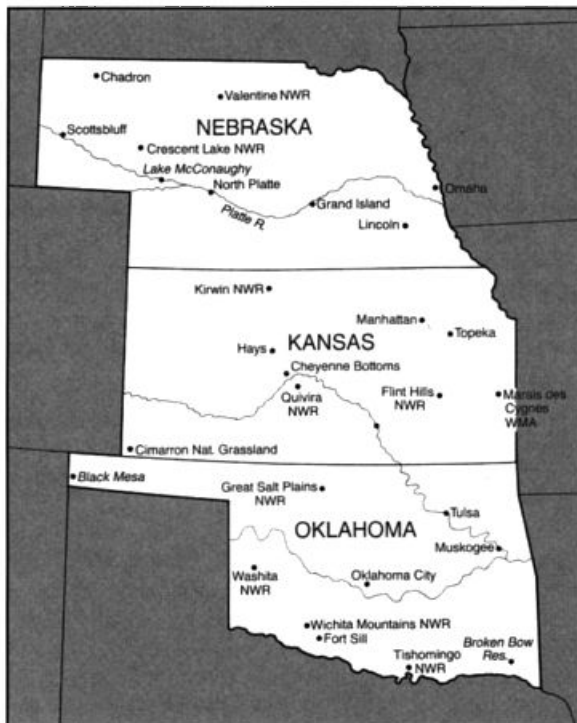 Chadron
Valentine NWR
NEBRASKA
Scottsbluff
Crescent Lake NWR
Lake McConaughy
North Platte
Omaha
Grand Island
Platte R.
Lincoln
Kirwin NWR
Manhattan
Topeka
KANSAS
Hays
Cheyenne Bottoms
Quivira
NWR
Flint Hills
NWR
Marais des
Cygnes
WMA
Cimarron Nat. Grassland
Black Mesa
Great Salt Plains
NWR
Tulsa
OKLAHOMA
Muskogee
Washita
NWR
Oklahoma City
Wichita Mountains NWR
Fort Sill
Broken Bow
Res.
Tishomingo
NWR